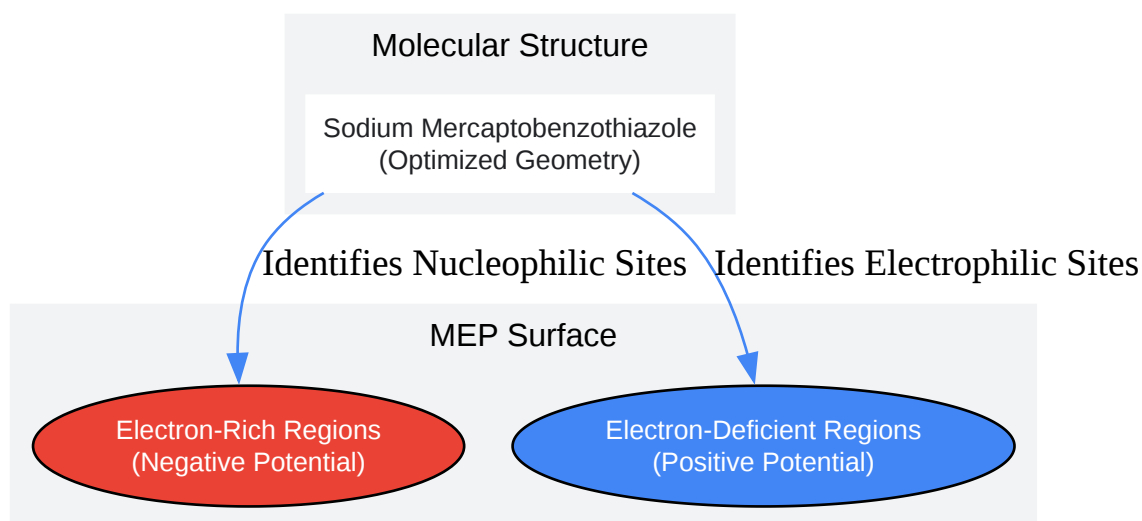 Molecular Structure
Sodium Mercaptobenzothiazole
(Optimized Geometry)
Identifies Nucleophilic Sites
Identifies Electrophilic Sites
MEP Surface
Electron-Rich Regions
(Negative Potential)
Electron-Deficient Regions
(Positive Potential)